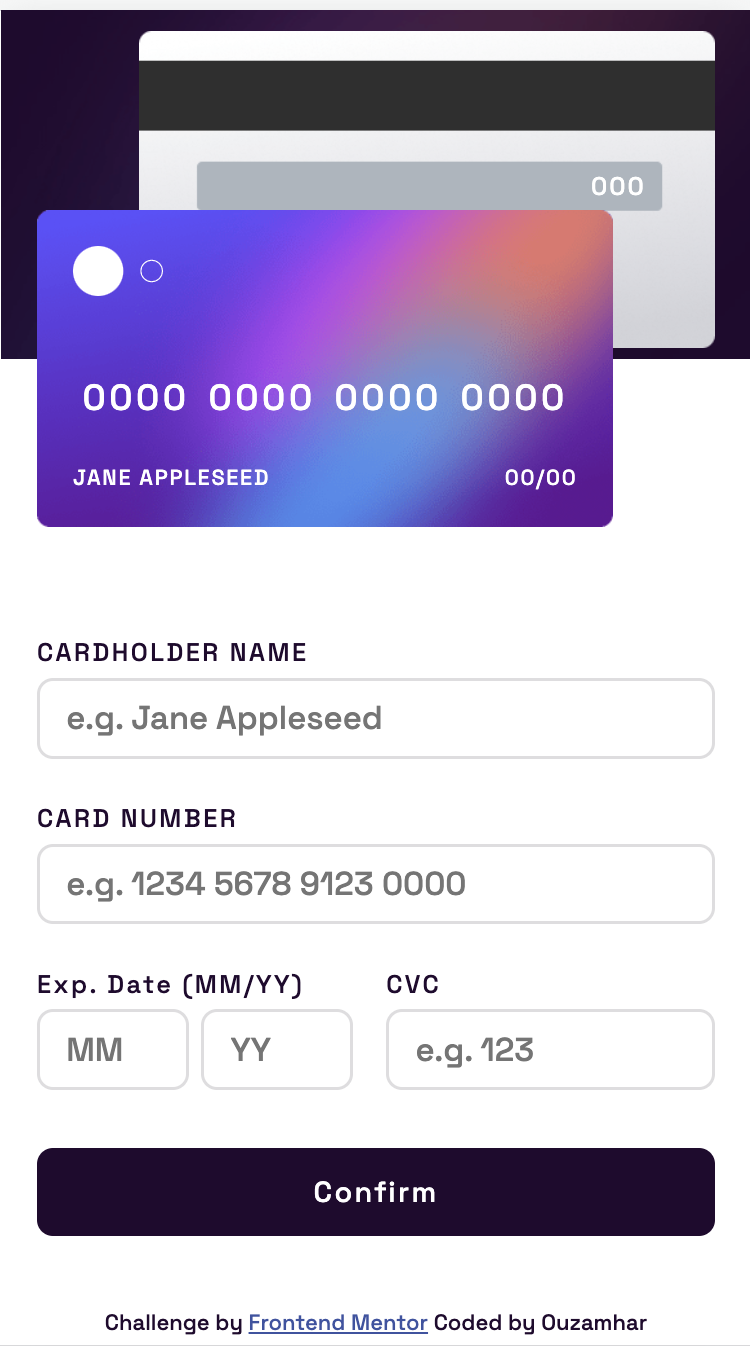 000
0000 0000 0000 0000
JANE APPLESEED 00/00
CARDHOLDER NAME
e.g. Jane Appleseed
CARD NUMBER
e.g. 1234 5678 9123 0000
Exp. Date (MM/YY) CVC
MM YY e.g. 123
Confirm
Challenge by Frontend Mentor Coded by Ouzamhar